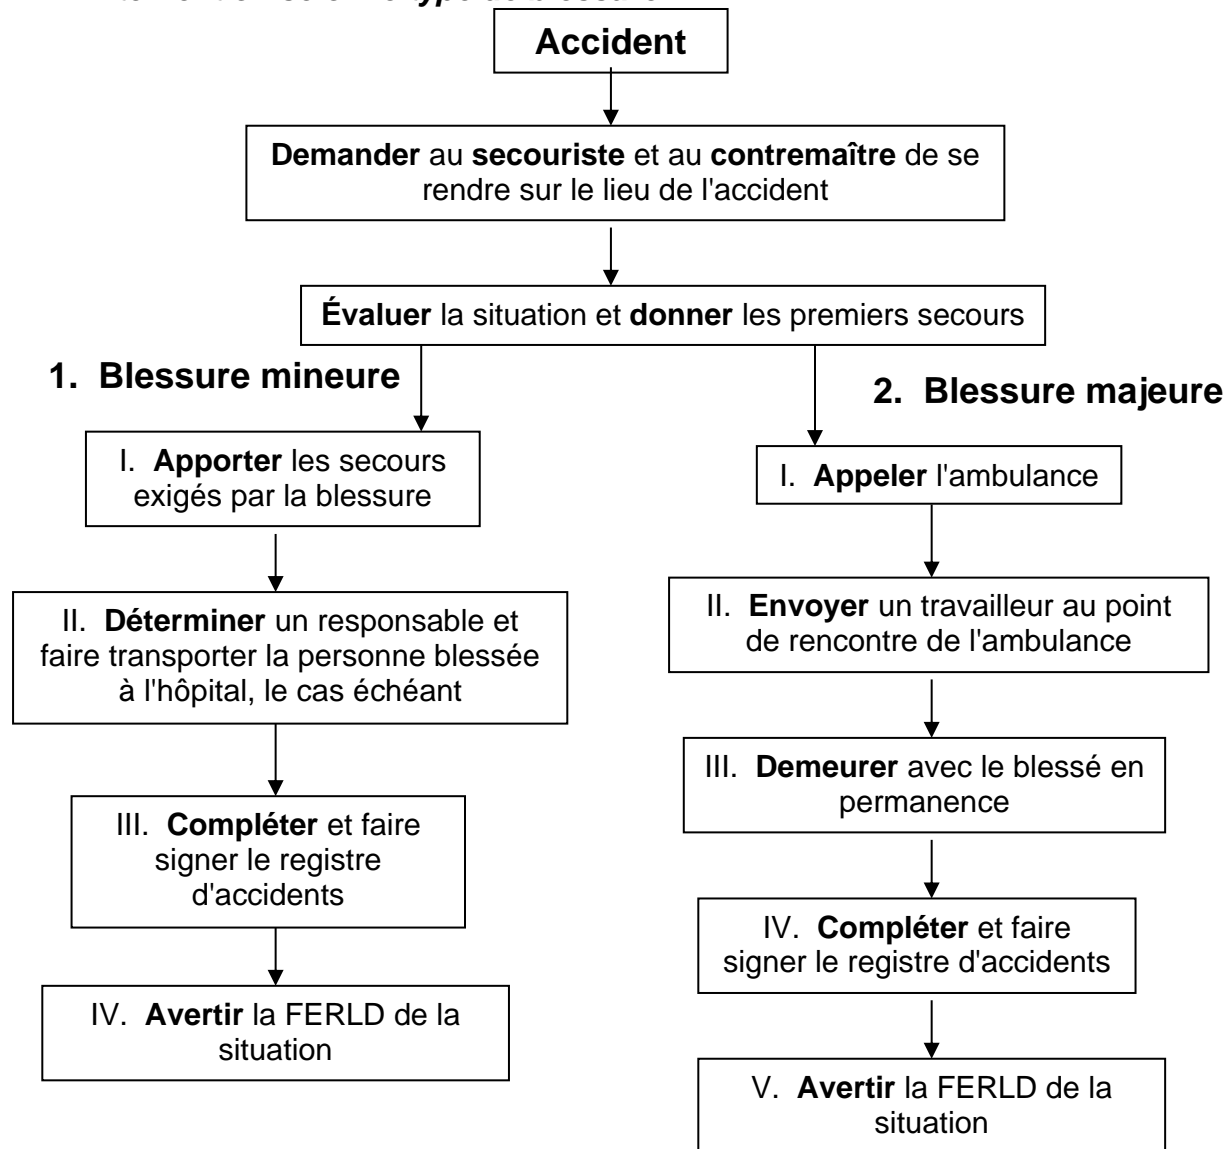 type de blessure
Accident
Demander au secouriste et au contremaître de se
rendre sur le lieu de l'accident
Évaluer la situation et donner les premiers secours
1. Blessure mineure
I. Apporter les secours
exigés par la blessure
II. Déterminer un responsable et
faire transporter la personne blessée
à l'hôpital, le cas échéant
III. Compléter et faire
signer le registre
d'accidents
IV. Avertir la FERLD de la
situation
2. Blessure majeure
I. Appeler l'ambulance
II. Envoyer un travailleur au point
de rencontre de l'ambulance
III. Demeurer avec le blessé en
permanence
IV. Compléter et faire
signer le registre d'accidents
V. Avertir la FERLD de la
situation